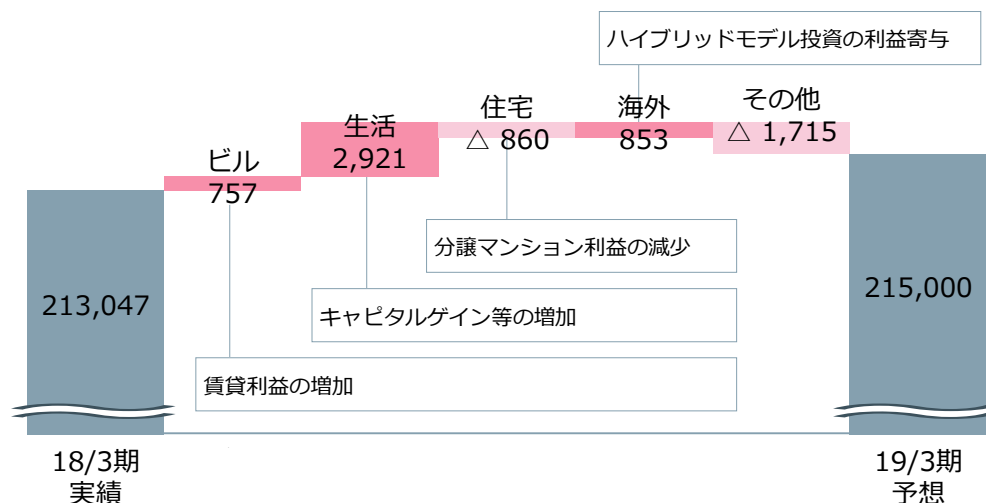 ハイブリッドモデル投資の利益寄与
ビル
757
生活
2,921
住宅
△ 860
海外
853
その他
△ 1,715
分譲マンション利益の減少
キャピタルゲイン等の増加
賃貸利益の増加
213,047
215,000
18/3期
実績
19/3期
予想